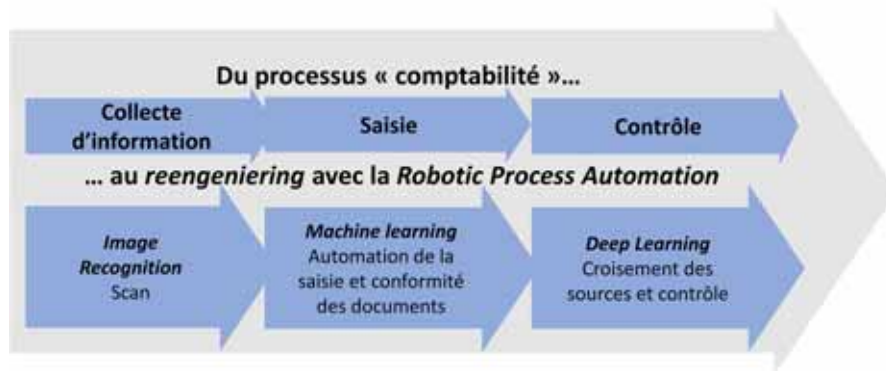 Du processus « comptabilité »…
Collecte
d’information
Saisie
Contrôle
… au reengeniering avec la Robotic Process Automation
Image
Recognition
Scan
Machine learning
Automation de la
saisie et conformité
des documents
Deep Learning
Croisement des
sources et contrôle